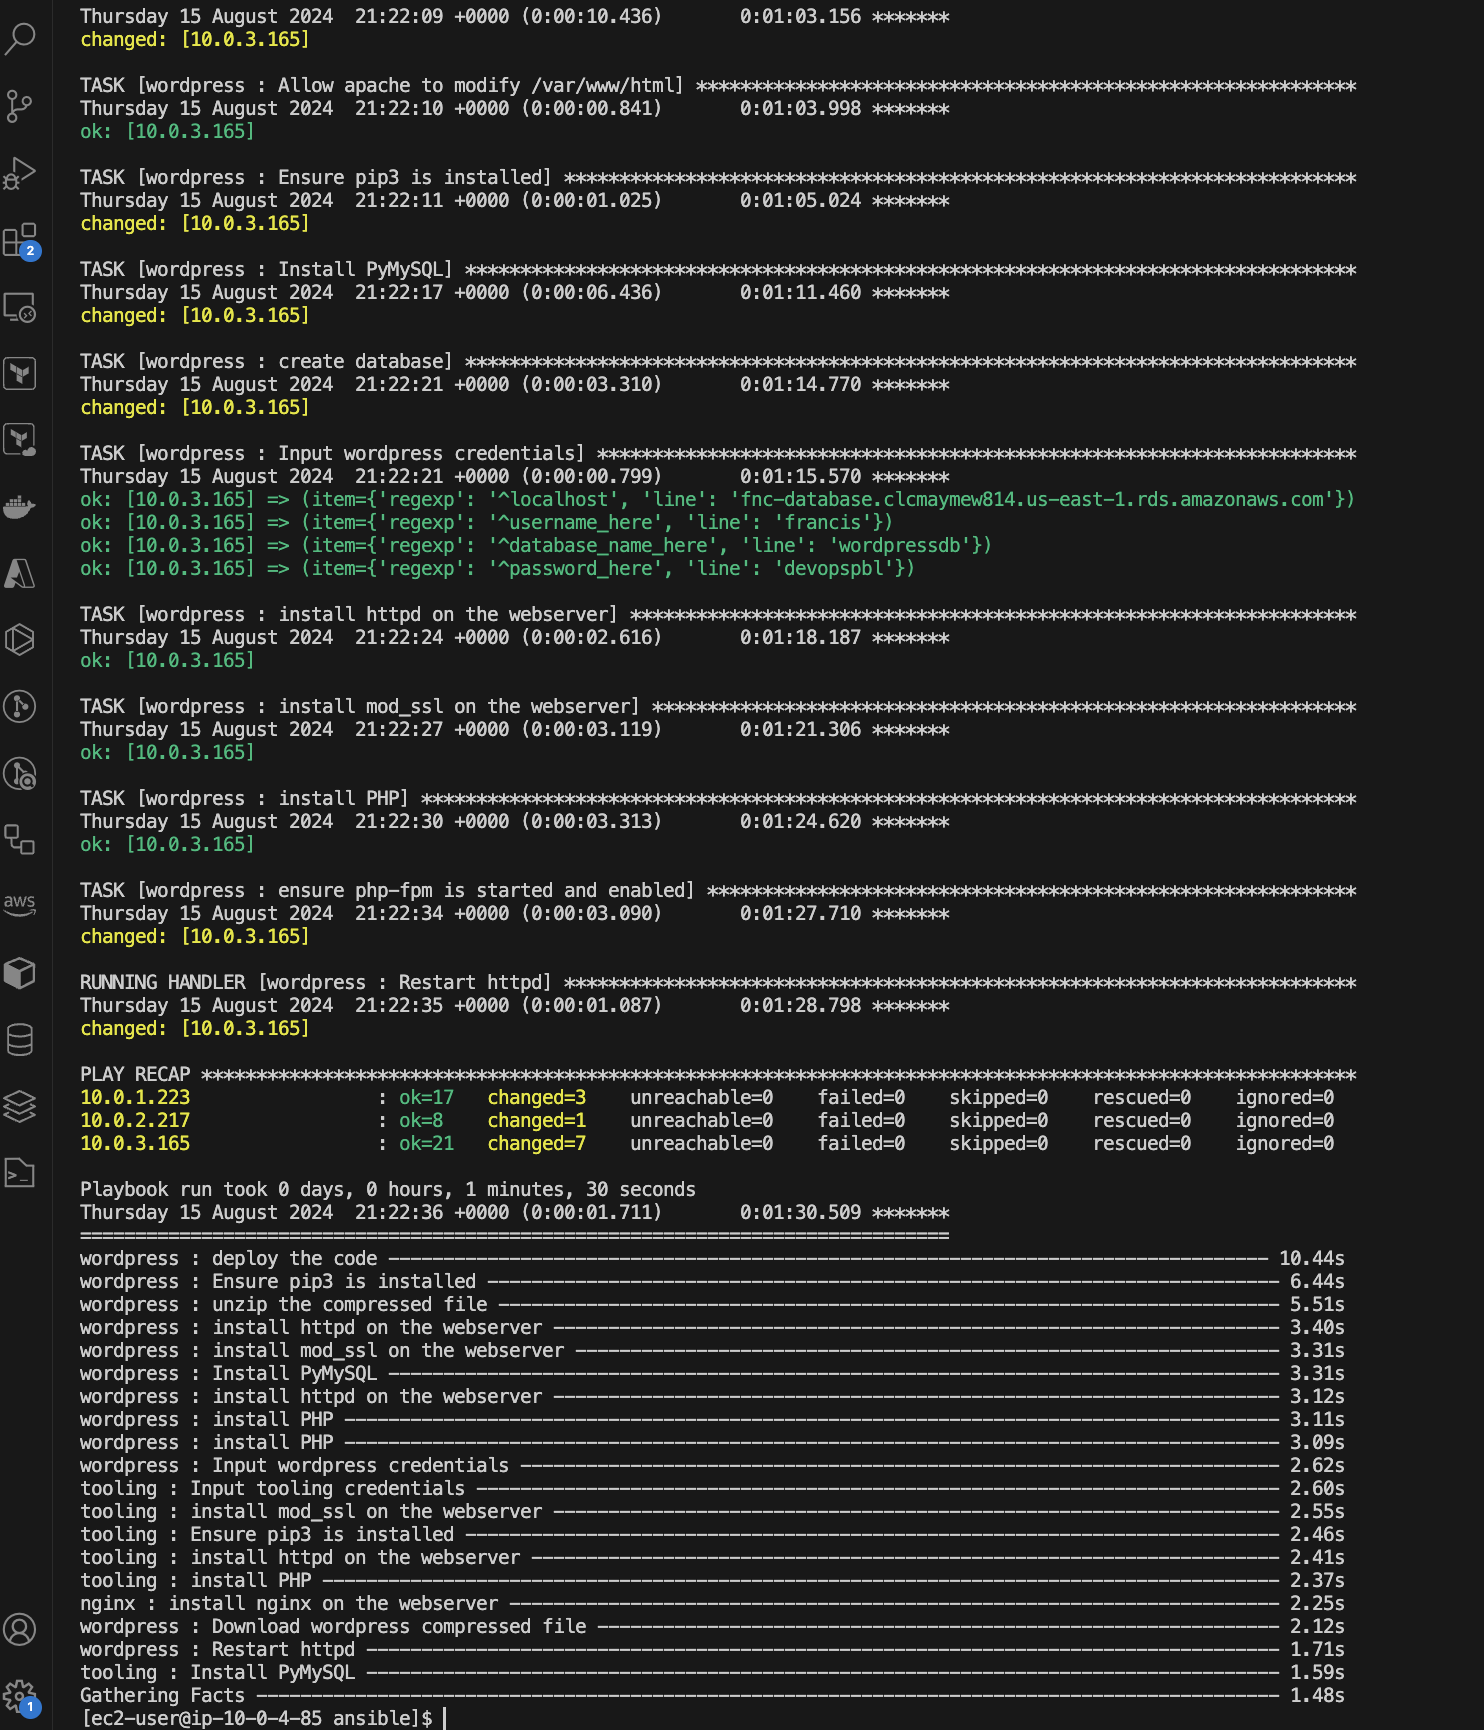 Thursday 15 August 2024  21:22:09 +0000 (0:00:10.436)       0:01:03.156 *******
changed: [10.0.3.165]
TASK [wordpress : Allow apache to modify /var/www/html] ************************************************************
Thursday 15 August 2024  21:22:10 +0000 (0:00:00.841)       0:01:03.998 *******
ok: [10.0.3.165]
TASK [wordpress : Ensure pip3 is installed] ************************************************************************
Thursday 15 August 2024  21:22:11 +0000 (0:00:01.025)       0:01:05.024 *******
changed: [10.0.3.165]
TASK [wordpress : Install PyMySQL] *********************************************************************************
Thursday 15 August 2024  21:22:17 +0000 (0:00:06.436)       0:01:11.460 *******
changed: [10.0.3.165]
TASK [wordpress : create database] *********************************************************************************
Thursday 15 August 2024  21:22:21 +0000 (0:00:03.310)       0:01:14.770 *******
changed: [10.0.3.165]
TASK [wordpress : Input wordpress credentials] *********************************************************************
Thursday 15 August 2024  21:22:21 +0000 (0:00:00.799)       0:01:15.570 *******
ok: [10.0.3.165] => (item={'regexp': '^localhost', 'line': 'fnc-database.clcmaymew814.us-east-1.rds.amazonaws.com'})
ok: [10.0.3.165] => (item={'regexp': '^username_here', 'line': 'francis'})
ok: [10.0.3.165] => (item={'regexp': '^database_name_here', 'line': 'wordpressdb'})
ok: [10.0.3.165] => (item={'regexp': '^password_here', 'line': 'devopspbl'})
TASK [wordpress : install httpd on the webserver] ******************************************************************
Thursday 15 August 2024  21:22:24 +0000 (0:00:02.616)       0:01:18.187 *******
ok: [10.0.3.165]
TASK [wordpress : install mod_ssl on the webserver] ****************************************************************
Thursday 15 August 2024  21:22:27 +0000 (0:00:03.119)       0:01:21.306 *******
ok: [10.0.3.165]
TASK [wordpress : install PHP] *************************************************************************************
Thursday 15 August 2024  21:22:30 +0000 (0:00:03.313)       0:01:24.620 *******
ok: [10.0.3.165]
TASK [wordpress : ensure php-fpm is started and enabled] ***********************************************************
Thursday 15 August 2024  21:22:34 +0000 (0:00:03.090)       0:01:27.710 *******
changed: [10.0.3.165]
RUNNING HANDLER [wordpress : Restart httpd] ************************************************************************
Thursday 15 August 2024  21:22:35 +0000 (0:00:01.087)       0:01:28.798 *******
changed: [10.0.3.165]
PLAY RECAP *********************************************************************************************************
10.0.1.223                 : ok=17   changed=3    unreachable=0    failed=0    skipped=0    rescued=0    ignored=0
10.0.2.217                 : ok=8    changed=1    unreachable=0    failed=0    skipped=0    rescued=0    ignored=0
10.0.3.165                 : ok=21   changed=7    unreachable=0    failed=0    skipped=0    rescued=0    ignored=0
Playbook run took 0 days, 0 hours, 1 minutes, 30 seconds
Thursday 15 August 2024  21:22:36 +0000 (0:00:01.711)       0:01:30.509 *******
===============================================================================
wordpress : deploy the code -------------------------------------------------------------------------------- 10.44s
wordpress : Ensure pip3 is installed ------------------------------------------------------------------------ 6.44s
wordpress : unzip the compressed file ----------------------------------------------------------------------- 5.51s
wordpress : install httpd on the webserver ------------------------------------------------------------------ 3.40s
wordpress : install mod_ssl on the webserver ---------------------------------------------------------------- 3.31s
wordpress : Install PyMySQL --------------------------------------------------------------------------------- 3.31s
wordpress : install httpd on the webserver ------------------------------------------------------------------ 3.12s
wordpress : install PHP ------------------------------------------------------------------------------------- 3.11s
wordpress : install PHP ------------------------------------------------------------------------------------- 3.09s
wordpress : Input wordpress credentials --------------------------------------------------------------------- 2.62s
tooling : Input tooling credentials ------------------------------------------------------------------------- 2.60s
tooling : install mod_ssl on the webserver ------------------------------------------------------------------ 2.55s
tooling : Ensure pip3 is installed -------------------------------------------------------------------------- 2.46s
tooling : install httpd on the webserver -------------------------------------------------------------------- 2.41s
tooling : install PHP --------------------------------------------------------------------------------------- 2.37s
nginx : install nginx on the webserver ---------------------------------------------------------------------- 2.25s
wordpress : Download wordpress compressed file -------------------------------------------------------------- 2.12s
wordpress : Restart httpd ----------------------------------------------------------------------------------- 1.71s
tooling : Install PyMySQL ----------------------------------------------------------------------------------- 1.59s
Gathering Facts --------------------------------------------------------------------------------------------- 1.48s
[ec2-user@ip-10-0-4-85 ansible]$
2
aws
1